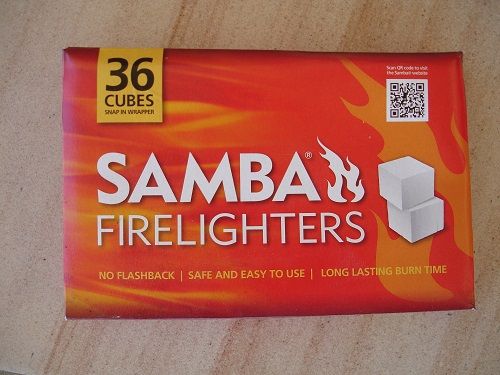 36
CUBES
SNAP IN WRAPPER
Scan QR code to visit
the Samba® website
SAMBA®
FIRELIGHTERS
NO FLASHBACK | SAFE AND EASY TO USE | LONG LASTING BURN TIME